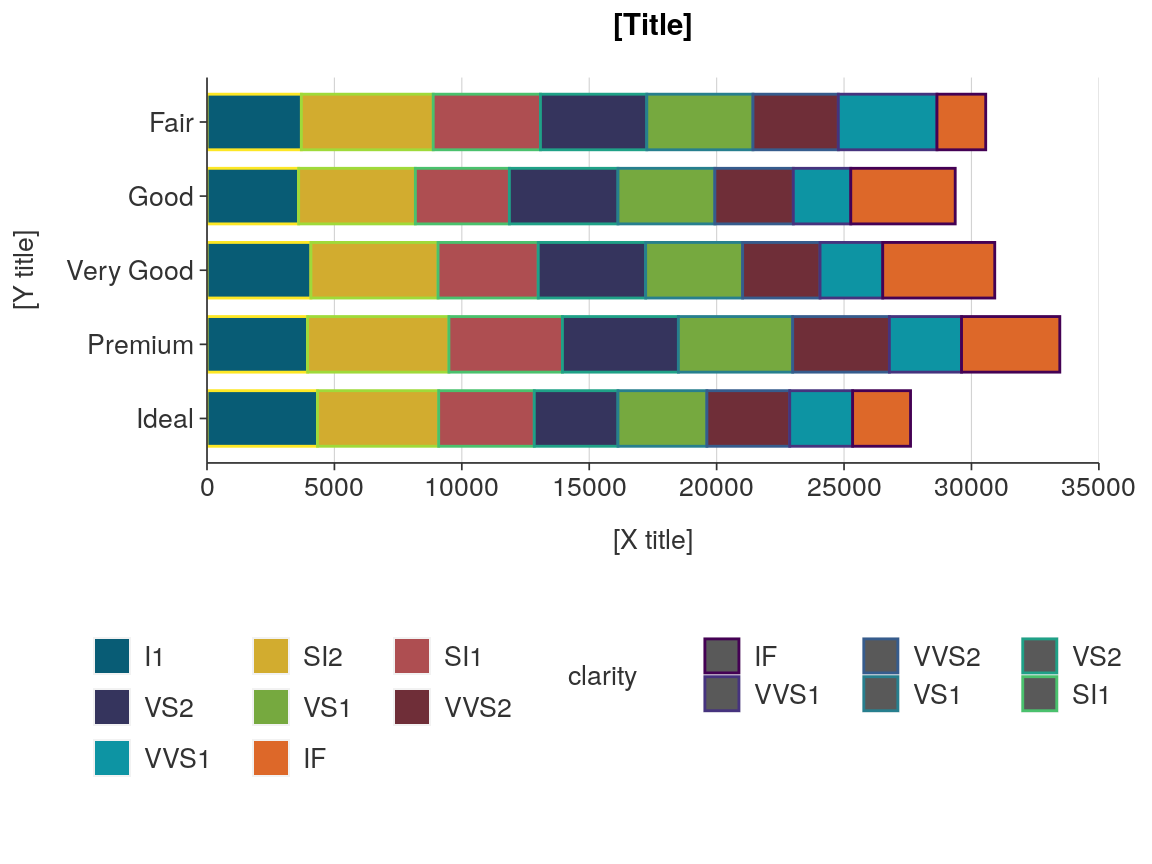 [Title]
[Y title]
Fair
Good
Very Good
Premium
Ideal
0 5000 10000 15000 20000 25000 30000 35000
[X title]
I1 SI2 SI1
VS2 VS1 VVS2
VVS1 IF
clarity
IF VVS2 VS2
VVS1 VS1 SI1